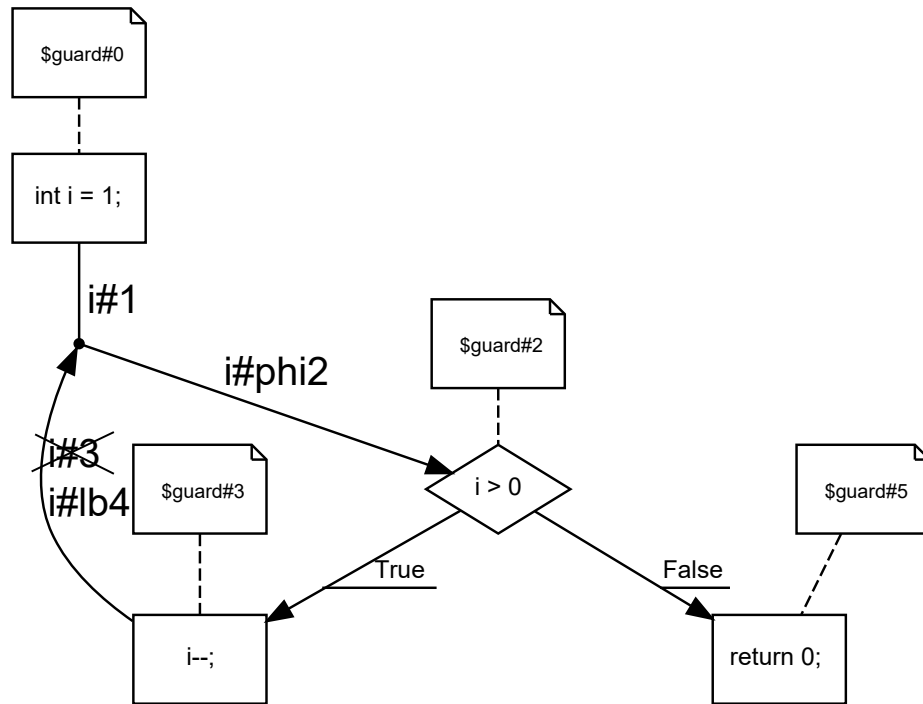 $guard#0
int i = 1;
i#1
i#phi2
$guard#2
i#3
i#lb4
$guard#3
i > 0
$guard#5
True
False
i--;
return 0;